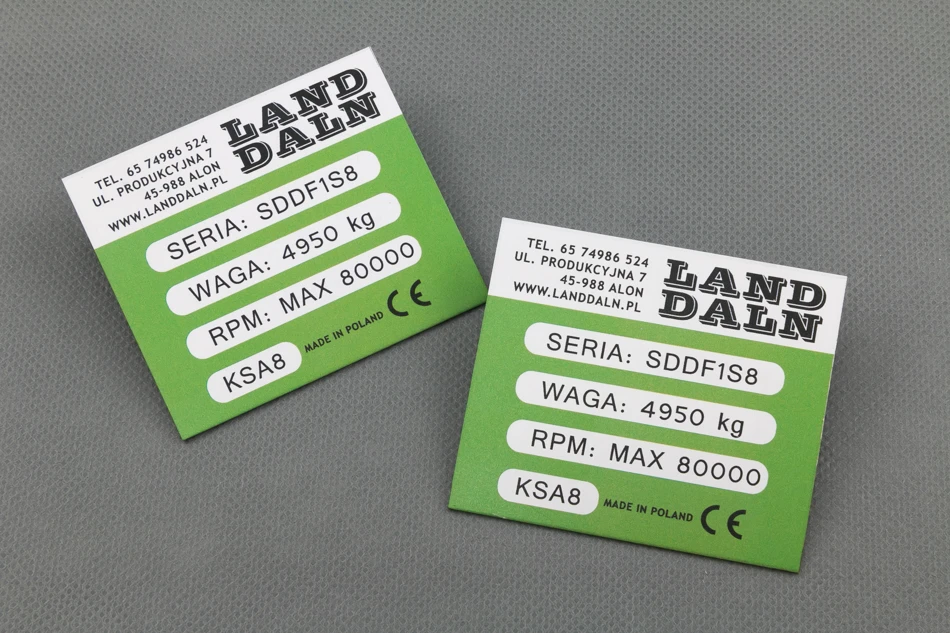 TEL. 65 74986 524
UL. PRODUKCYJNA 7
45-988 ALON
WWW.LANDDALN.PL
LAND
DALN
SERIA: SDDF1S8
WAGA: 4950 kg
RPM: MAX 80000
KSA8 MADE IN POLAND CE
TEL. 65 74986 524
UL. PRODUKCYJNA 7
45-988 ALON
WWW.LANDDALN.PL
LAND
DALN
SERIA: SDDF1S8
WAGA: 4950 kg
RPM: MAX 80000
KSA8 MADE IN POLAND CE